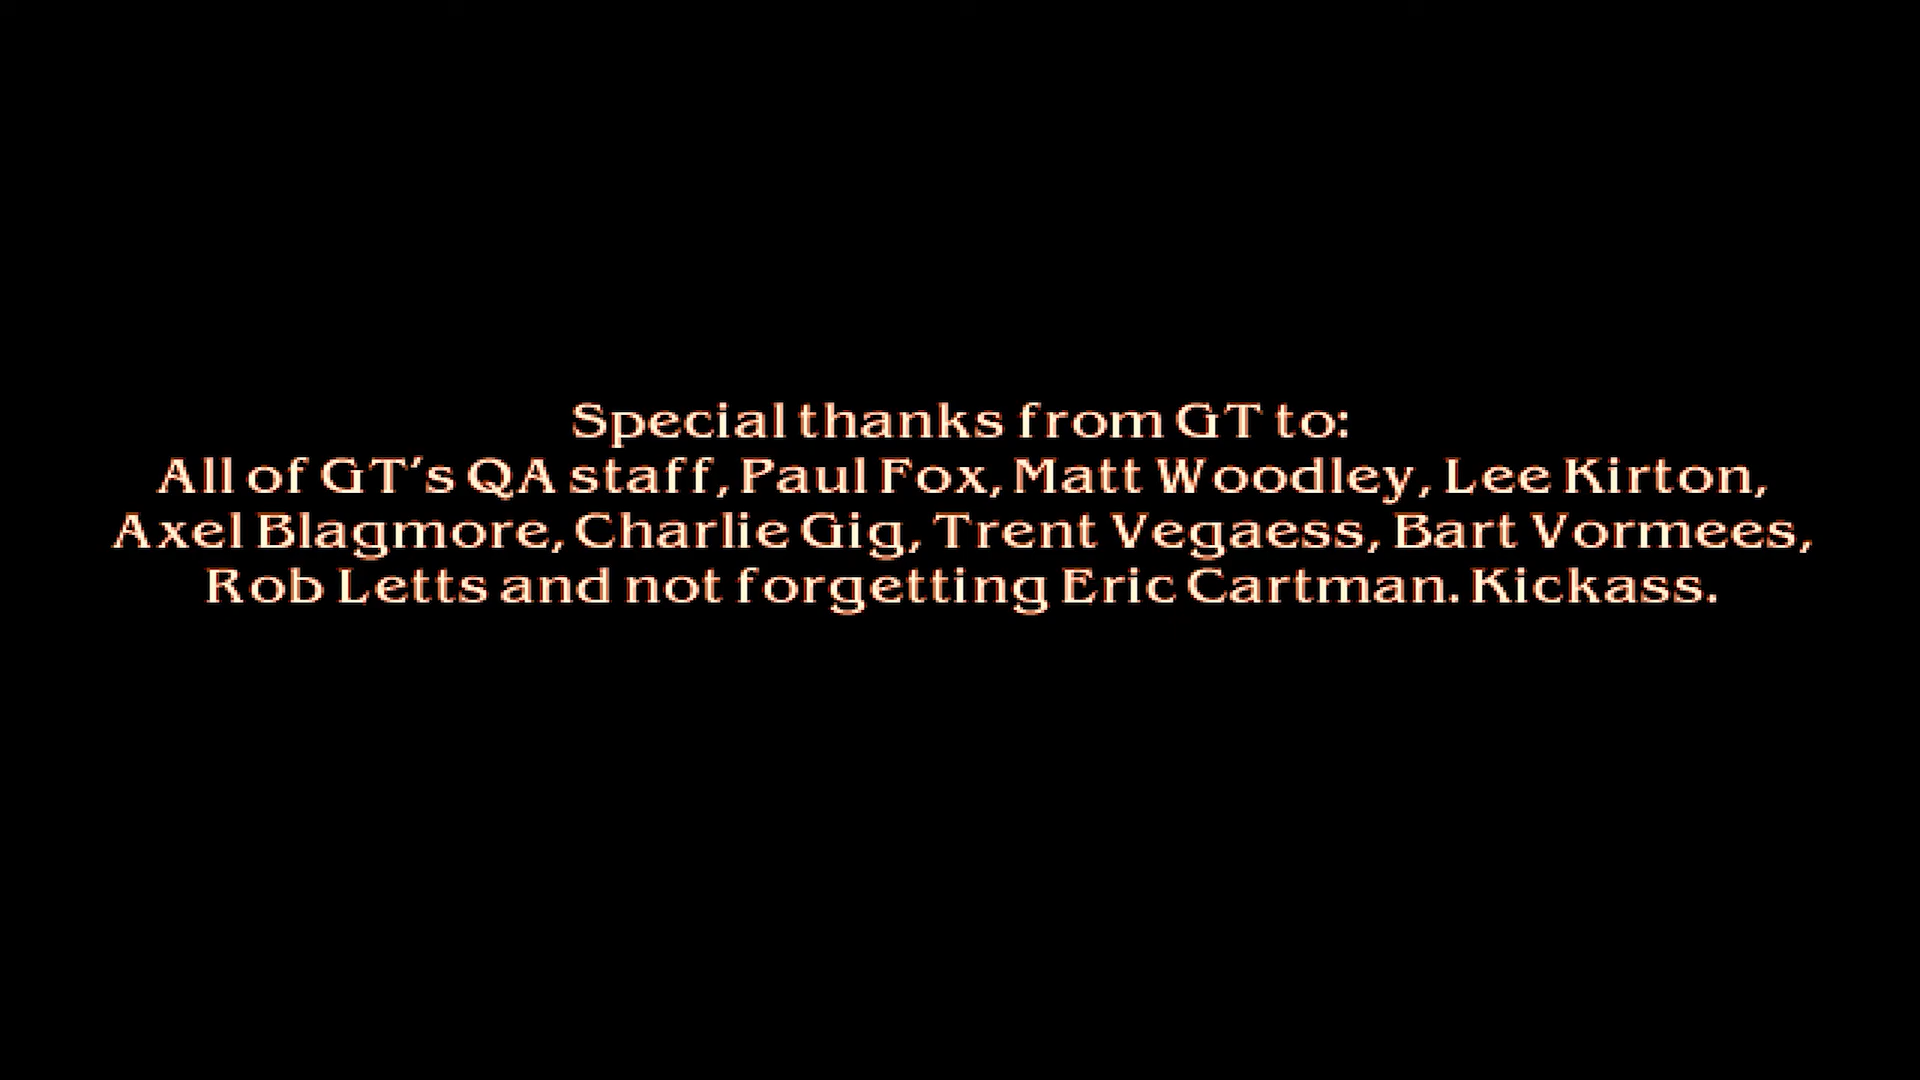 Special thanks from GT to:
All of GT's QA staff, Paul Fox, Matt Woodley, Lee Kirton,
Axel Blagmore, Charlie Gig, Trent Vegaess, Bart Vormees,
Rob Letts and not forgetting Eric Cartman. Kickass.